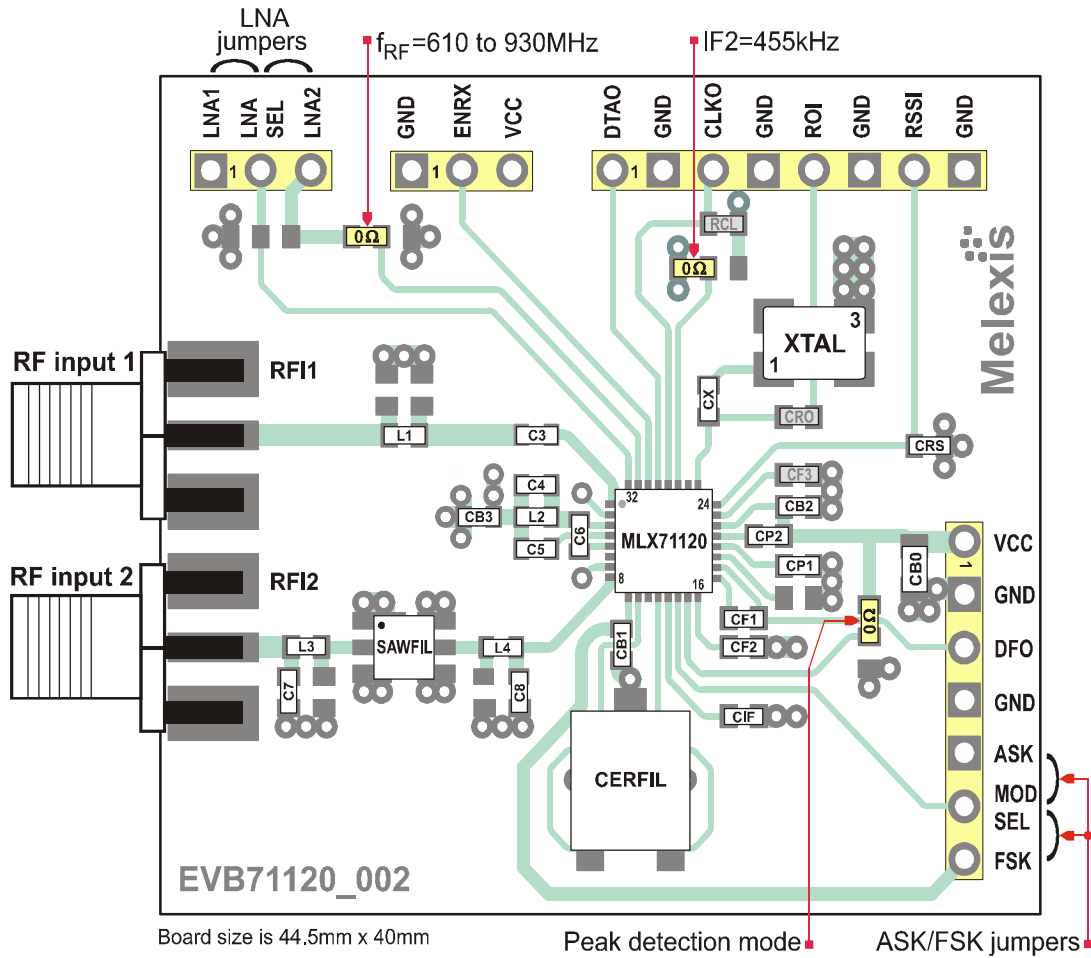 LNA
jumpers
fRF=610 to 930MHz
IF2=455kHz
LNA1
LNA
SEL
LNA2
GND
ENRX
VCC
DTAO
GND
CLKO
GND
ROI
GND
RSSI
GND
1
1
1
0Ω
RCL
0Ω
Melexis
XTAL
3
1
RF input 1
RFI1
CX
CRO
L1
C3
CRS
C4
CB3
L2
C5
C6
32
24
MLX71120
8
16
CF3
CB2
CP2
CP1
CB0
VCC
1
GND
RF input 2
RFI2
CF1
0Ω
CF2
DFO
L3
SAWFIL
L4
CB1
C7
C8
CIF
GND
ASK
MOD
SEL
FSK
CERFIL
EVB71120_002
Board size is 44.5mm x 40mm
Peak detection mode
ASK/FSK jumpers